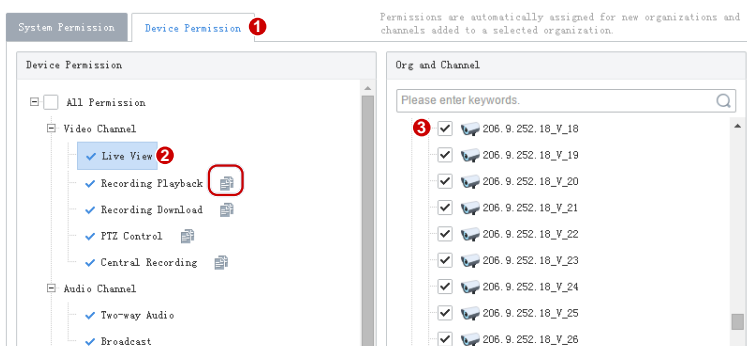 System Permission
Device Permission
1
Permissions are automatically assigned for new organizations and
channels added to a selected organization.
Device Permission
All Permission
Video Channel
Live View
2
Recording Playback
Recording Download
PTZ Control
Central Recording
Audio Channel
Two-way Audio
Broadcast
Org and Channel
Please enter keywords.
3
206.9.252.18_V_18
206.9.252.18_V_19
206.9.252.18_V_20
206.9.252.18_V_21
206.9.252.18_V_22
206.9.252.18_V_23
206.9.252.18_V_24
206.9.252.18_V_25
206.9.252.18_V_26